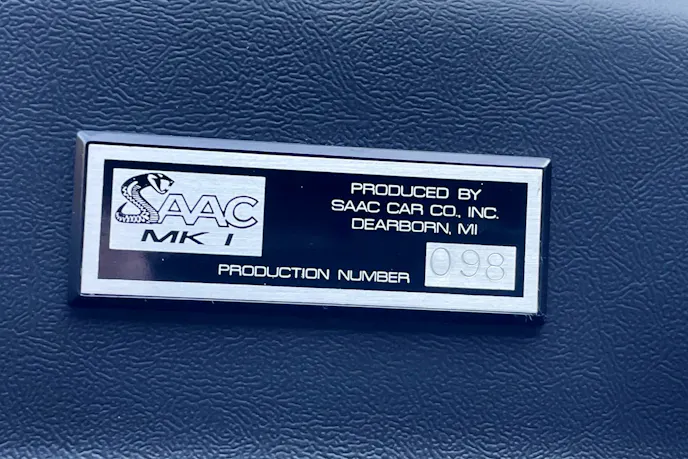 SAAC
MK I
PRODUCED BY
SAAC CAR CO., INC.
DEARBORN, MI
PRODUCTION NUMBER 098